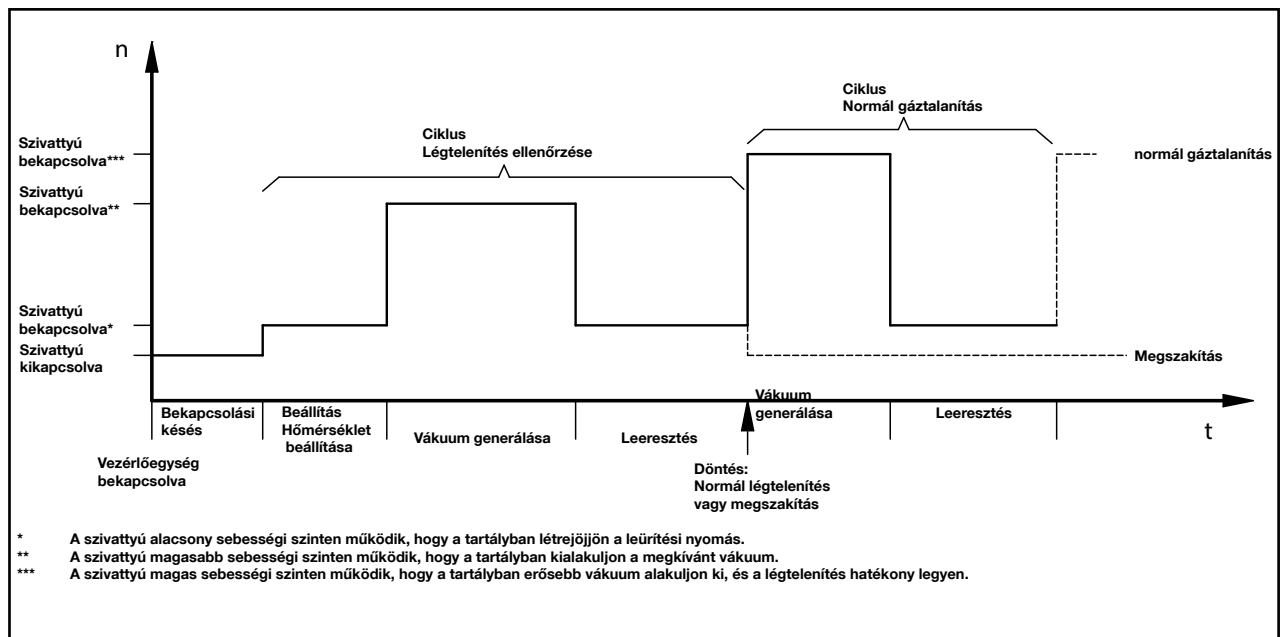 n
Ciklus
Normál gáztalanítás
Ciklus
Légtelenítés ellenőrzése
Szivattyú
bekapcsolva***
normál gáztalanítás
Szivattyú
bekapcsolva**
Szivattyú
bekapcsolva*
Szivattyú
kikapcsolva
Megszakítás
Bekapcsolási
késés
Beállítás
Hőmérséklet
beállítása
Vákuum generálása
Leeresztés
Vákuum
generálása
Leeresztés
t
Vezérlőegység
bekapcsolva
Döntés:
Normál légtelenítés
vagy megszakítás
* A szivattyú alacsony sebességi szinten működik, hogy a tartályban létrejöjjön a leürítési nyomás.
** A szivattyú magasabb sebességi szinten működik, hogy a tartályban kialakuljon a megkívánt vákuum.
*** A szivattyú magas sebességi szinten működik, hogy a tartályban erősebb vákuum alakuljon ki, és a légtelenítés hatékony legyen.